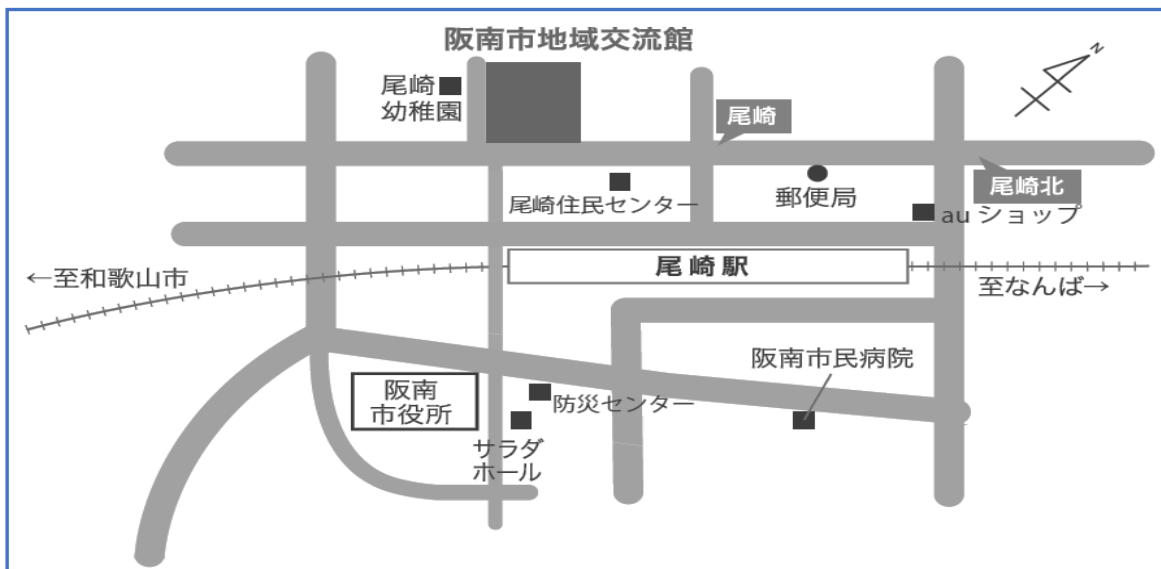 阪南市地域交流館
N
尾崎
幼稚園
尾崎
尾崎住民センター
郵便局
尾崎北
au ショップ
←至和歌山市
尾崎駅
至なんば→
阪南市民病院
阪南
市役所
防災センター
サラダ
ホール